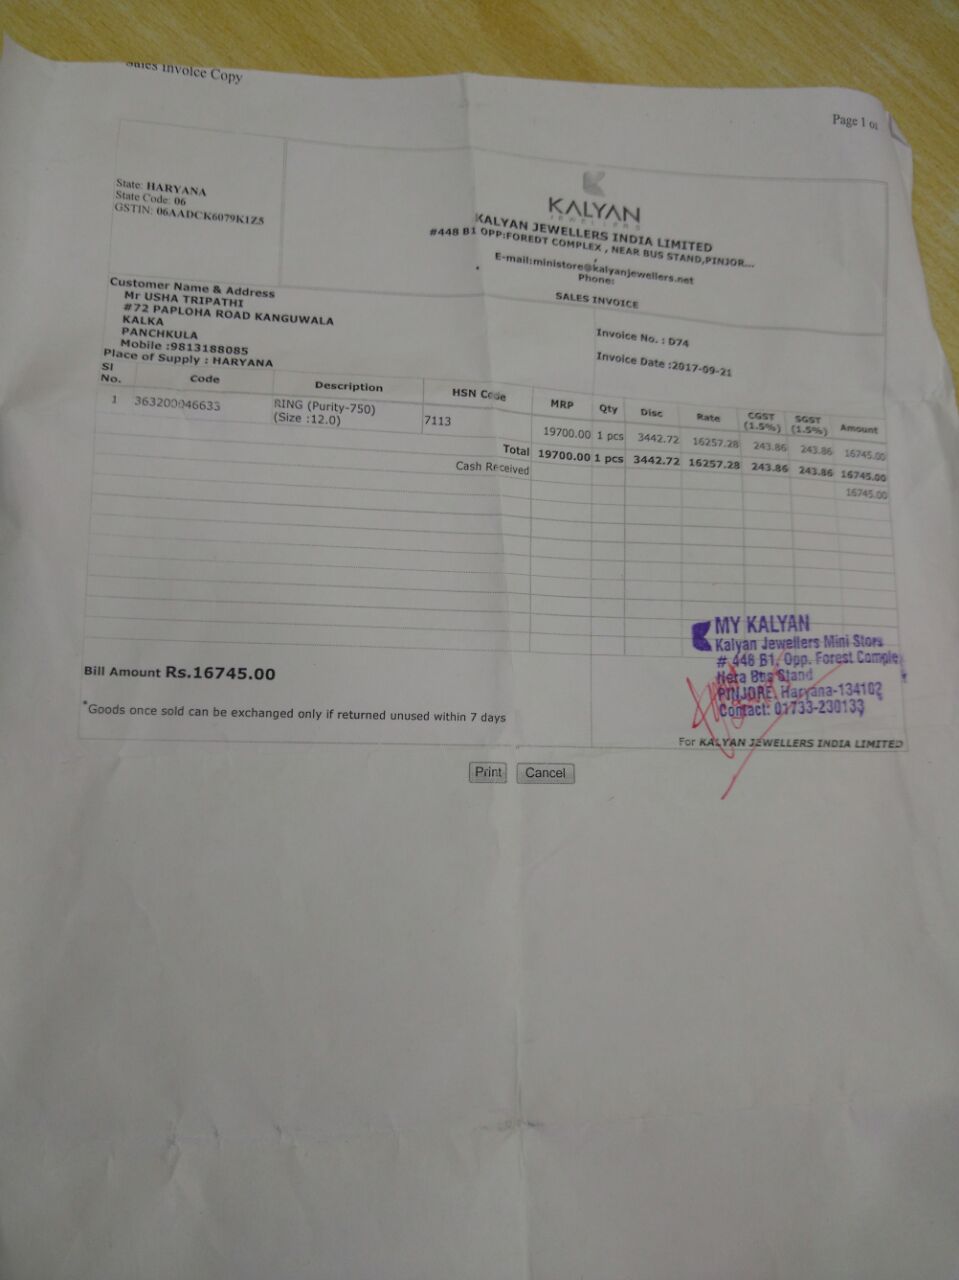 Sales Invoice Copy
Page 1 of
State: HARYANA
State Code: 06
GSTIN: 06AADCK6079K1Z5
KALYAN
JEWELLERS
KALYAN JEWELLERS INDIA LIMITED
#448 B1 OPP:FOREDT COMPLEX , NEAR BUS STAND,PINJOR...
E-mail:ministore@kalyanjewellers.net
Phone:
SALES INVOICE
Customer Name & Address
Mr USHA TRIPATHI
#72 PAPLOHA ROAD KANGUWALA
KALKA
PANCHKULA
Mobile :9813188085
Place of Supply : HARYANA
Invoice No. : D74
Invoice Date :2017-09-21
Sl No. Code Description HSN Code MRP Qty Disc Rate CGST (1.5%) SGST (1.5%) Amount
1 363200046633 RING (Purity-750) (Size :12.0) 7113 19700.00 1 pcs 3442.72 16257.28 243.86 243.86 16745.00
Total 19700.00 1 pcs 3442.72 16257.28 243.86 243.86 16745.00
Cash Received 16745.00
Bill Amount Rs.16745.00
*Goods once sold can be exchanged only if returned unused within 7 days
MY KALYAN
Kalyan Jewellers Mini Stors
# 448 B1, Opp. Forest Comple
Nera Bus Stand
PINJORE, Haryana-134102
Contact: 01733-230133
For KALYAN JEWELLERS INDIA LIMITED
Print Cancel